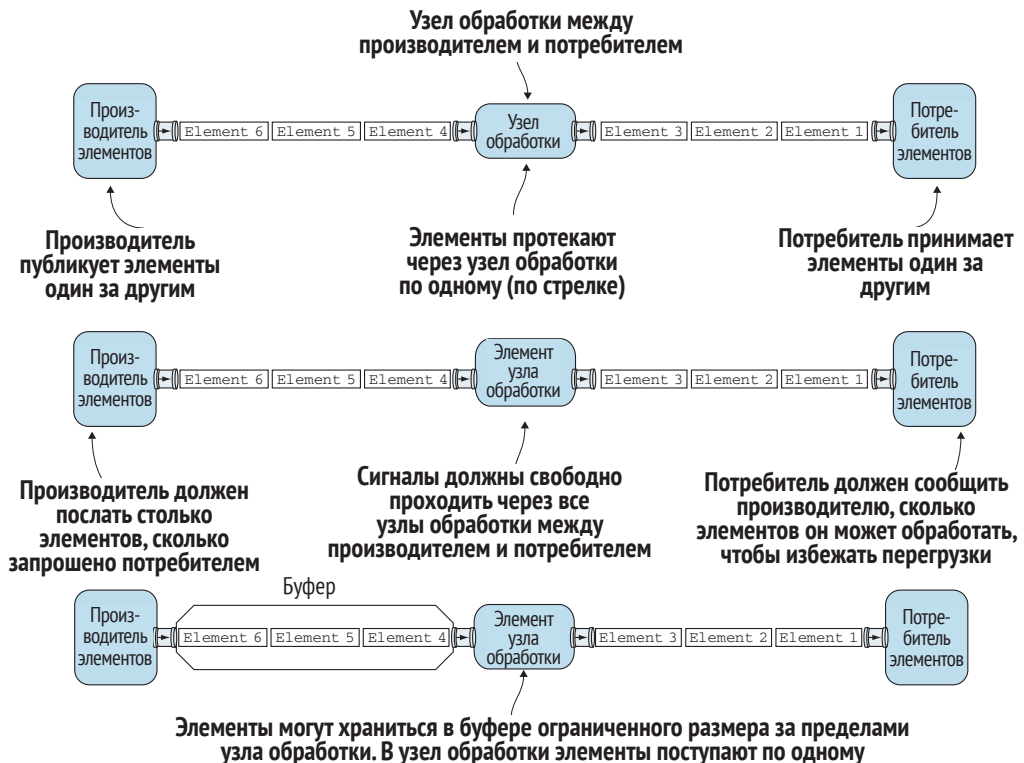 Узел обработки между
производителем и потребителем
Произ-
водитель
элементов
Element 6 Element 5 Element 4
Узел
обработки
Element 3 Element 2 Element 1
Потре-
битель
элементов
Производитель
публикует элементы
один за другим
Элементы протекают
через узел обработки
по одному (по стрелке)
Потребитель принимает
элементы один за
другим
Произ-
водитель
элементов
Element 6 Element 5 Element 4
Элемент
узла
обработки
Element 3 Element 2 Element 1
Потре-
битель
элементов
Производитель должен
послать столько
элементов, сколько
запрошено потребителем
Сигналы должны свободно
проходить через все
узлы обработки между
производителем и потребителем
Потребитель должен сообщить
производителю, сколько
элементов он может обработать,
чтобы избежать перегрузки
Буфер
Произ-
водитель
элементов
Element 6 Element 5 Element 4
Элемент
узла
обработки
Element 3 Element 2 Element 1
Потре-
битель
элементов
Элементы могут храниться в буфере ограниченного размера за пределами
узла обработки. В узел обработки элементы поступают по одному